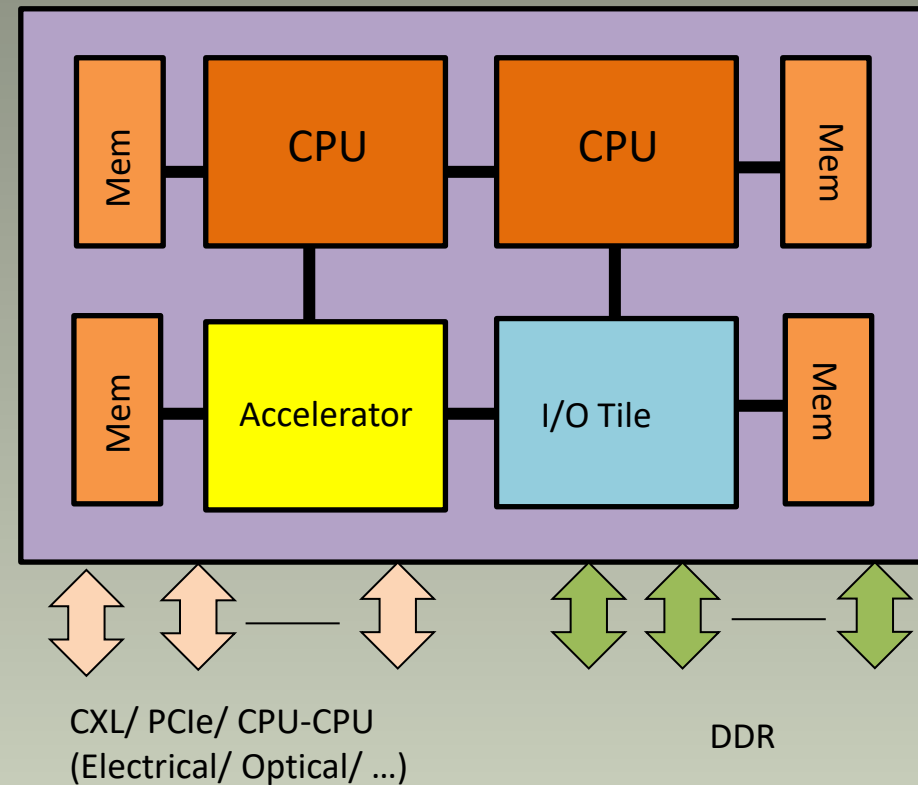 Mem
CPU
CPU
Mem
Mem
Accelerator
I/O Tile
Mem
CXL/ PCIe/ CPU-CPU
(Electrical/ Optical/ …)
DDR